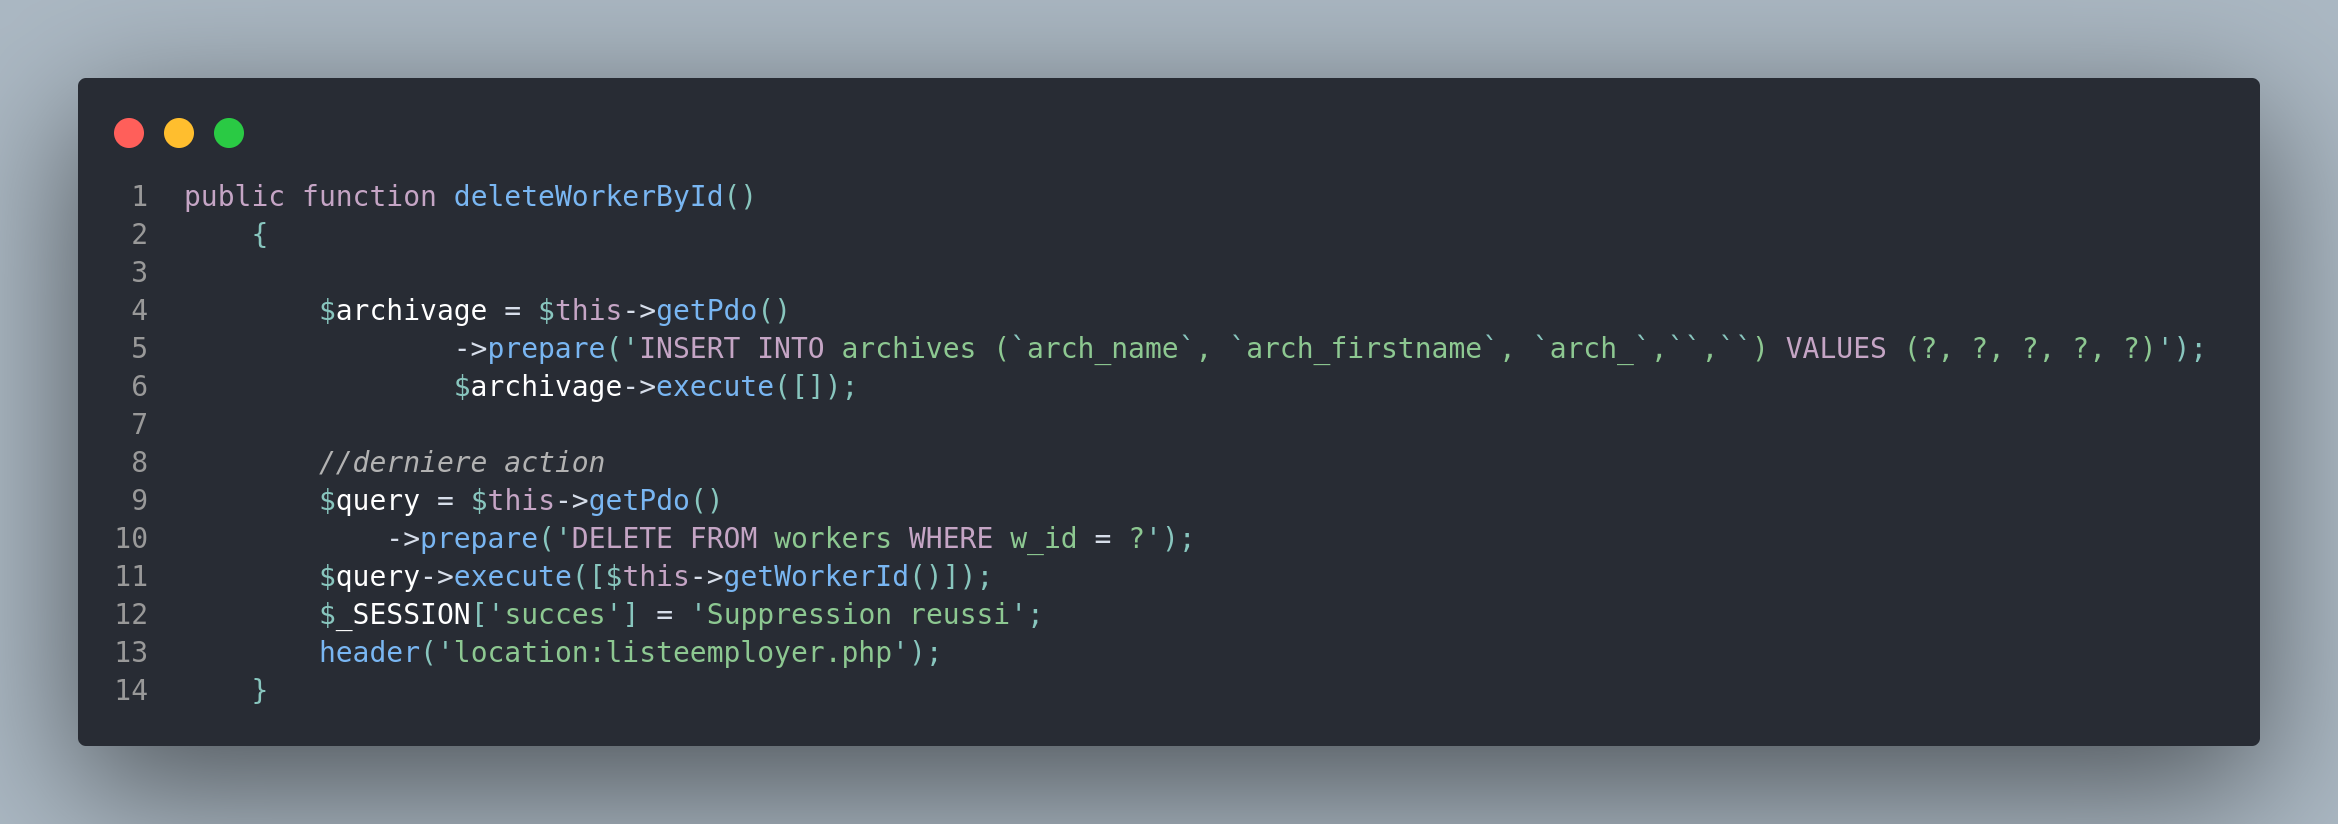 1 public function deleteWorkerById()
2     {
3
4         $archivage = $this->getPdo()
5                 ->prepare('INSERT INTO archives (`arch_name`, `arch_firstname`, `arch_`,``,``) VALUES (?, ?, ?, ?, ?)');
6                 $archivage->execute([]);
7
8         //derniere action
9         $query = $this->getPdo()
10             ->prepare('DELETE FROM workers WHERE w_id = ?');
11         $query->execute([$this->getWorkerId()]);
12         $_SESSION['succes'] = 'Suppression reussi';
13         header('location:listeemployer.php');
14     }